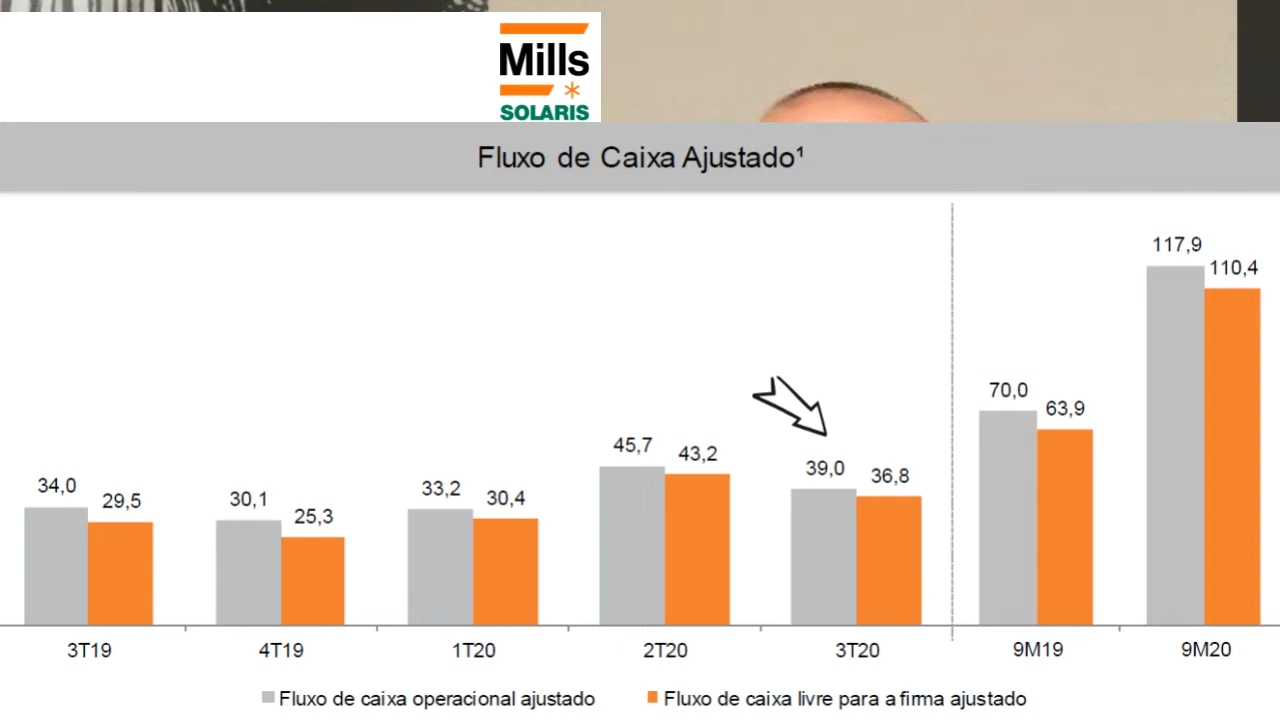 Mills
SOLARIS
Fluxo de Caixa Ajustado¹
117,9
110,4
70,0
63,9
45,7
43,2
39,0
36,8
34,0
29,5
30,1
25,3
33,2
30,4
3T19
4T19
1T20
2T20
3T20
9M19
9M20
Fluxo de caixa operacional ajustado
Fluxo de caixa livre para a firma ajustado